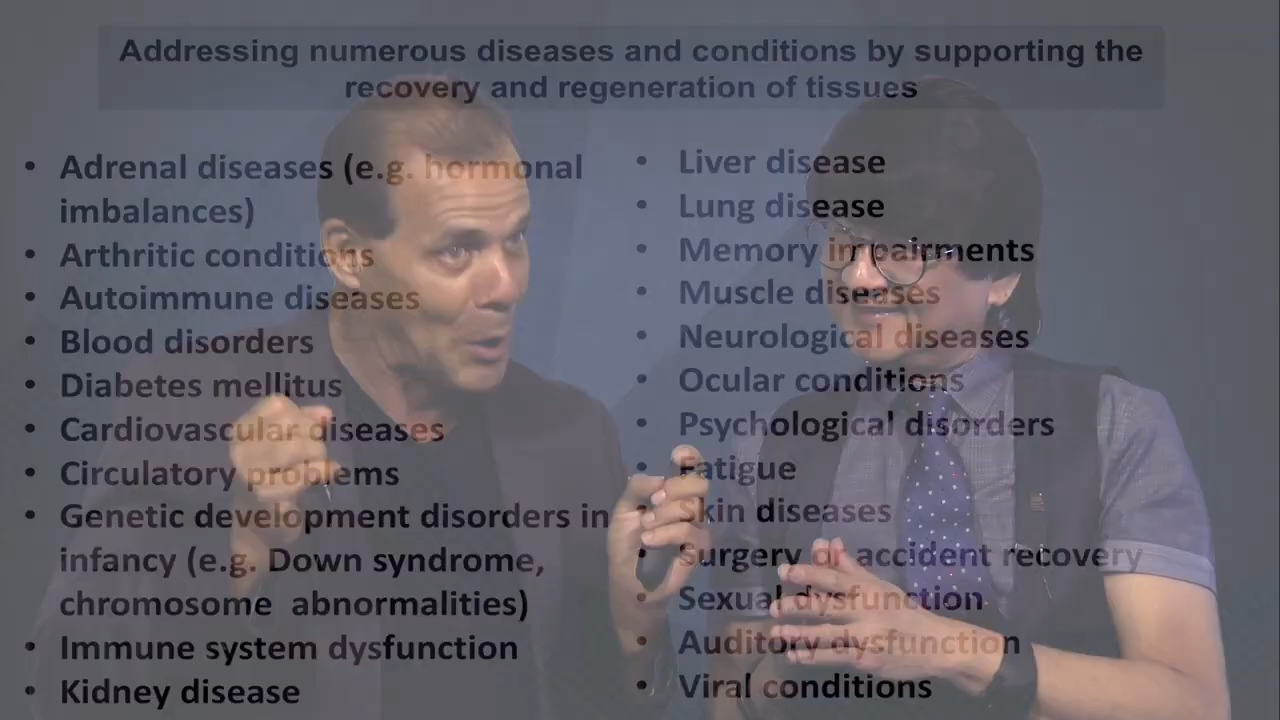 Addressing numerous diseases and conditions by supporting the
recovery and regeneration of tissues
• Adrenal diseases (e.g. hormonal
imbalances)
• Arthritic conditions
• Autoimmune diseases
• Blood disorders
• Diabetes mellitus
• Cardiovascular diseases
• Circulatory problems
• Genetic development disorders in
infancy (e.g. Down syndrome,
chromosome abnormalities)
• Immune system dysfunction
• Kidney disease
• Liver disease
• Lung disease
• Memory impairments
• Muscle diseases
• Neurological diseases
• Ocular conditions
• Psychological disorders
• Fatigue
• Skin diseases
• Surgery or accident recovery
• Sexual dysfunction
• Auditory dysfunction
• Viral conditions